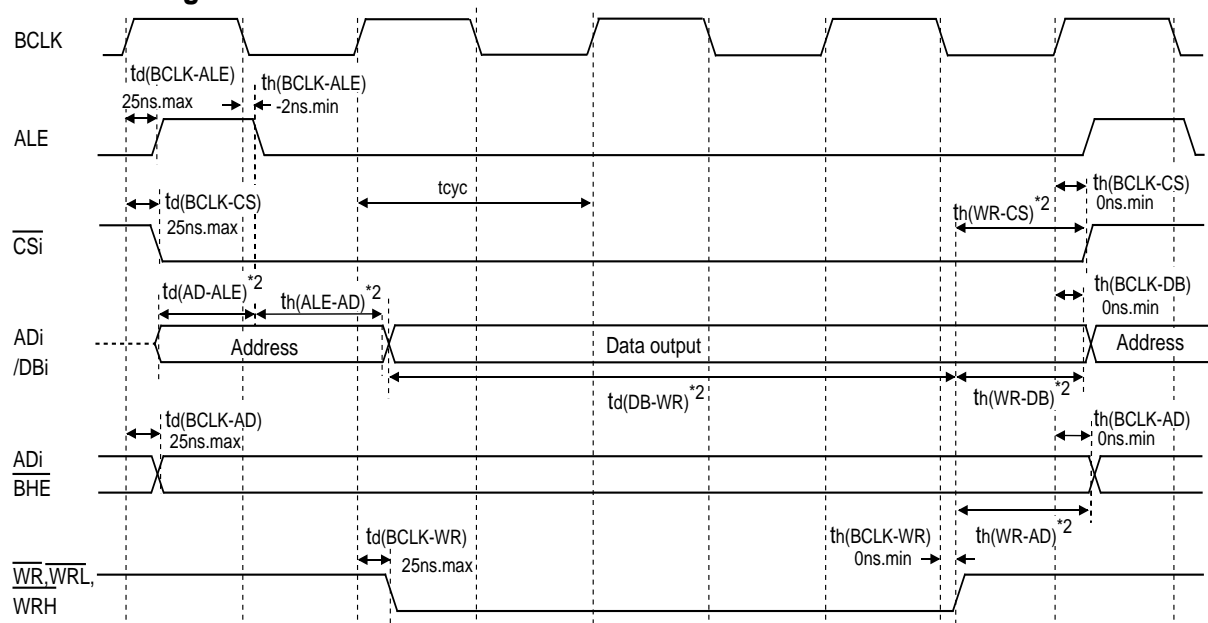 BCLK
td(BCLK-ALE)
25ns.max
th(BCLK-ALE)
-2ns.min
ALE
td(BCLK-CS)
25ns.max
tcyc
th(BCLK-CS)
0ns.min
th(WR-CS)*2
CSi
td(AD-ALE)*2
th(ALE-AD)*2
th(BCLK-DB)
0ns.min
ADi
/DBi
Address
Data output
Address
td(DB-WR)*2
th(WR-DB)*2
td(BCLK-AD)
25ns.max
th(BCLK-AD)
0ns.min
ADi
BHE
td(BCLK-WR)
25ns.max
th(BCLK-WR)
0ns.min
th(WR-AD)*2
WR,WRL,
WRH